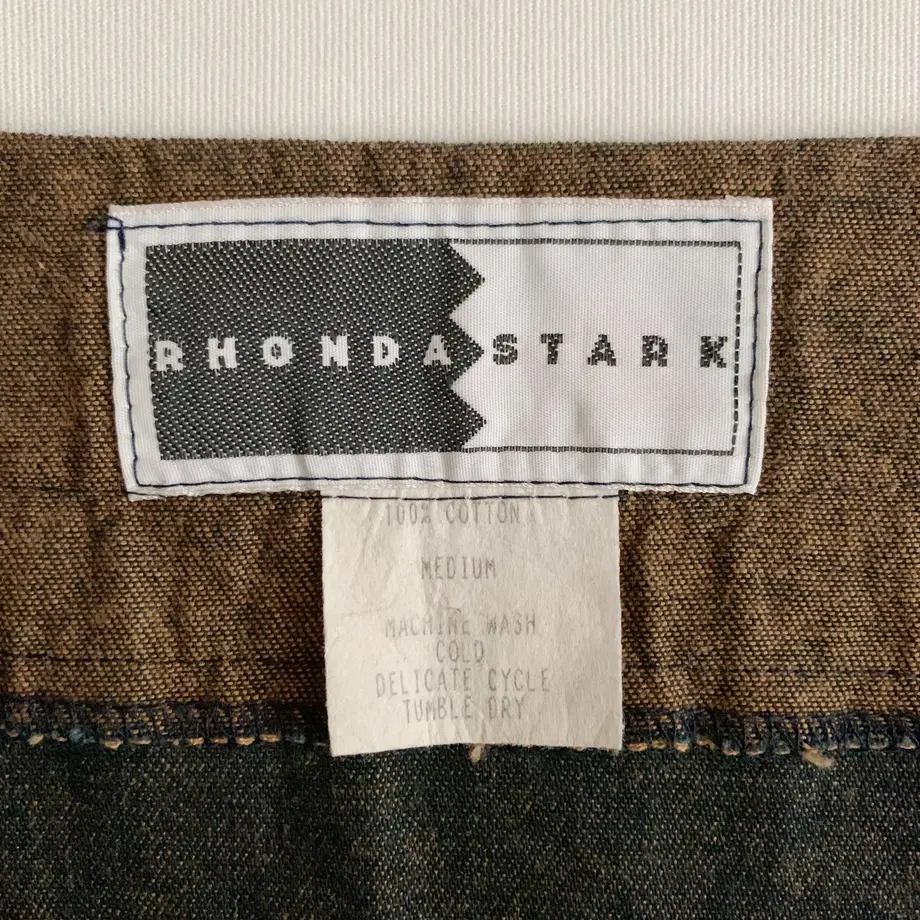 RHONDA STARK
100% COTTON
MEDIUM
MACHINE WASH
COLD
DELICATE CYCLE
TUMBLE DRY